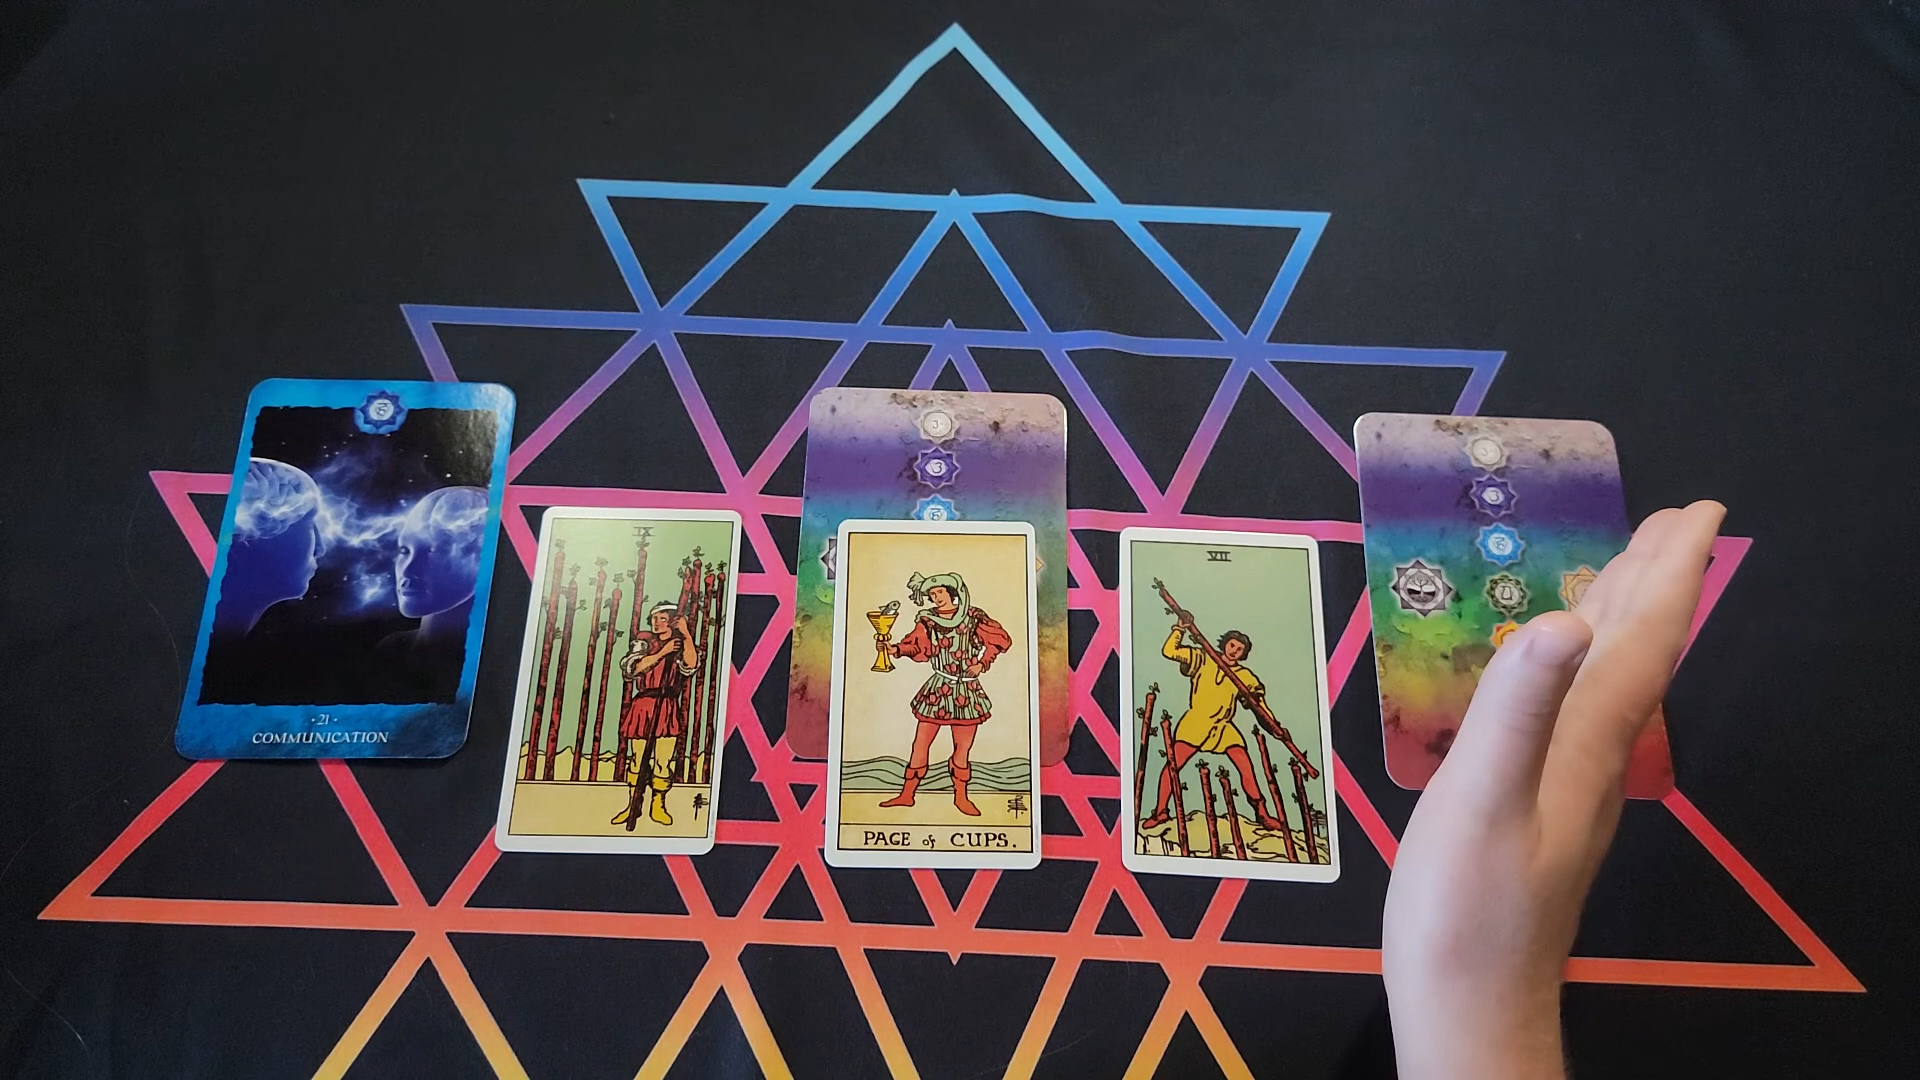 · 21 ·
COMMUNICATION
IX
PAGE of CUPS.
VII